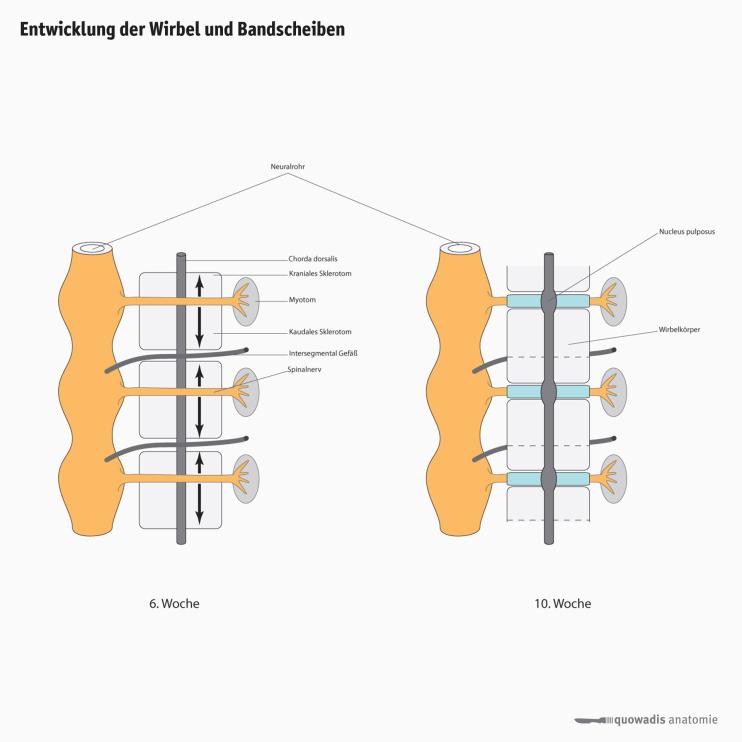 Entwicklung der Wirbel und Bandscheiben
Neuralrohr
Nucleus pulposus
Chorda dorsalis
Kraniales Sklerotom
Myotom
Kaudales Sklerotom
Wirbelkörper
Intersegmental Gefäß
Spinalnerv
6. Woche
10. Woche
quowadis anatomie